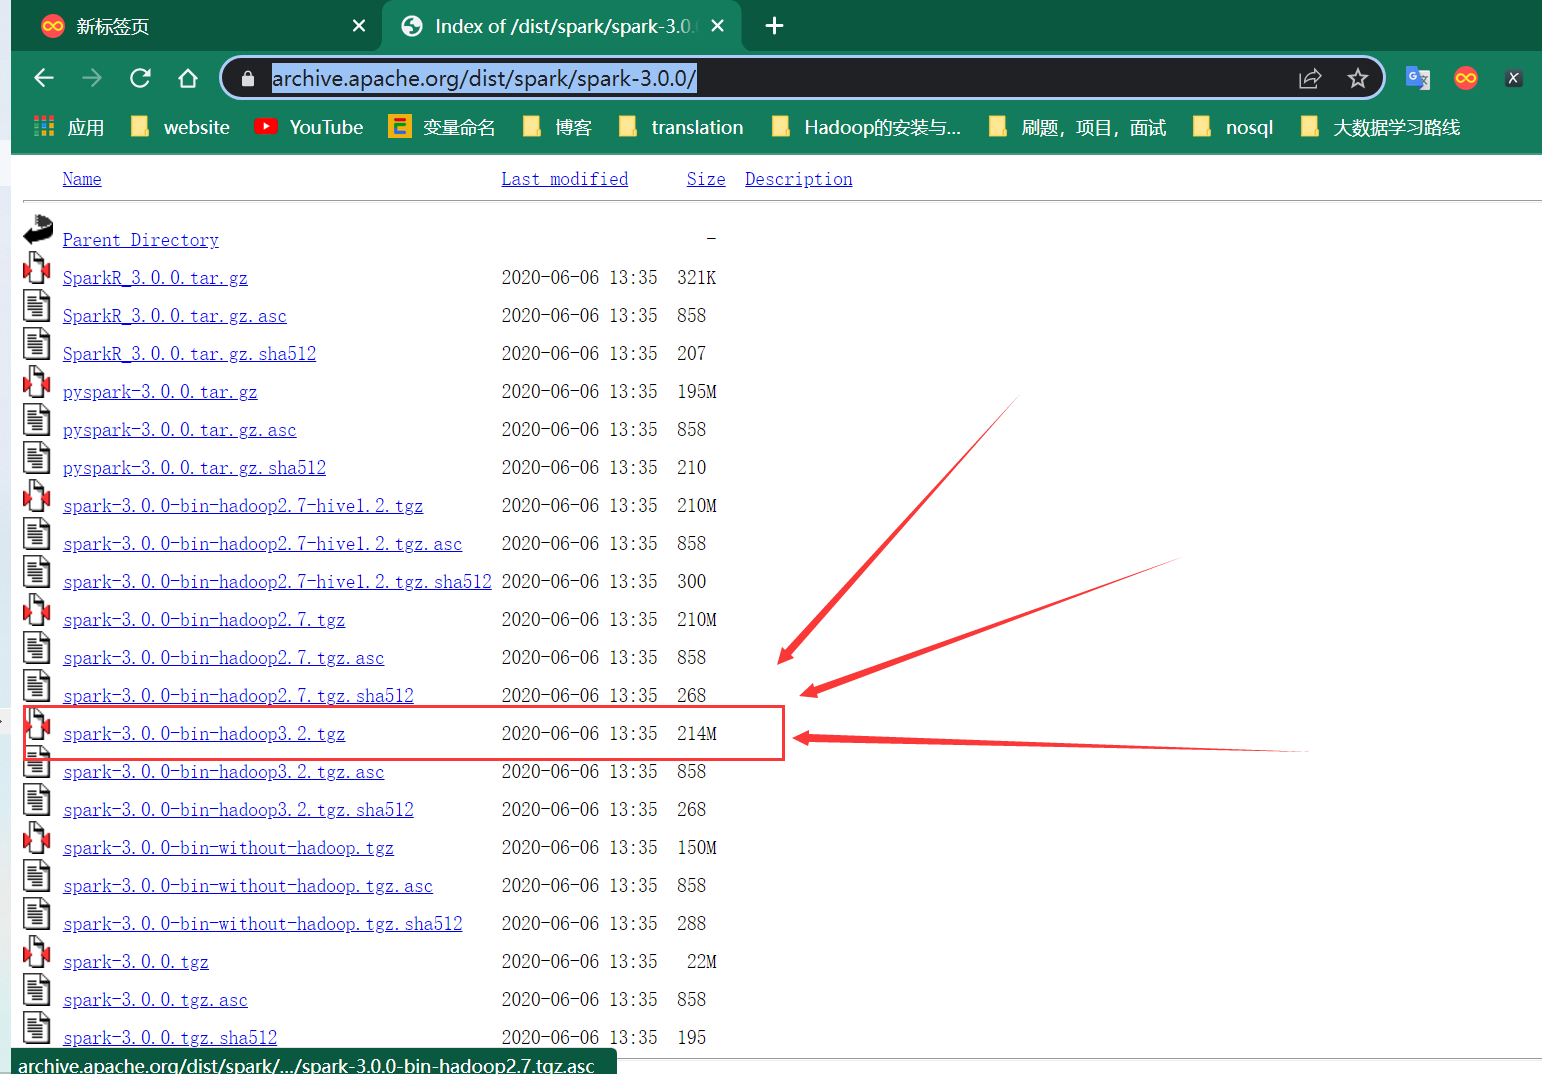 新标签页 Index of /dist/spark/spark-3.0.
archive.apache.org/dist/spark/spark-3.0.0/
应用 website YouTube 变量命名 博客 translation Hadoop的安装与... 刷题，项目，面试 nosql 大数据学习路线
Name Last modified Size Description
Parent Directory -
SparkR_3.0.0.tar.gz 2020-06-06 13:35 321K
SparkR_3.0.0.tar.gz.asc 2020-06-06 13:35 858
SparkR_3.0.0.tar.gz.sha512 2020-06-06 13:35 207
pyspark-3.0.0.tar.gz 2020-06-06 13:35 195M
pyspark-3.0.0.tar.gz.asc 2020-06-06 13:35 858
pyspark-3.0.0.tar.gz.sha512 2020-06-06 13:35 210
spark-3.0.0-bin-hadoop2.7-hive1.2.tgz 2020-06-06 13:35 210M
spark-3.0.0-bin-hadoop2.7-hive1.2.tgz.asc 2020-06-06 13:35 858
spark-3.0.0-bin-hadoop2.7-hive1.2.tgz.sha512 2020-06-06 13:35 300
spark-3.0.0-bin-hadoop2.7.tgz 2020-06-06 13:35 210M
spark-3.0.0-bin-hadoop2.7.tgz.asc 2020-06-06 13:35 858
spark-3.0.0-bin-hadoop2.7.tgz.sha512 2020-06-06 13:35 268
spark-3.0.0-bin-hadoop3.2.tgz 2020-06-06 13:35 214M
spark-3.0.0-bin-hadoop3.2.tgz.asc 2020-06-06 13:35 858
spark-3.0.0-bin-hadoop3.2.tgz.sha512 2020-06-06 13:35 268
spark-3.0.0-bin-without-hadoop.tgz 2020-06-06 13:35 150M
spark-3.0.0-bin-without-hadoop.tgz.asc 2020-06-06 13:35 858
spark-3.0.0-bin-without-hadoop.tgz.sha512 2020-06-06 13:35 288
spark-3.0.0.tgz 2020-06-06 13:35 22M
spark-3.0.0.tgz.asc 2020-06-06 13:35 858
spark-3.0.0.tgz.sha512 2020-06-06 13:35 195
archive.apache.org/dist/spark/.../spark-3.0.0-bin-hadoop2.7.tgz.asc